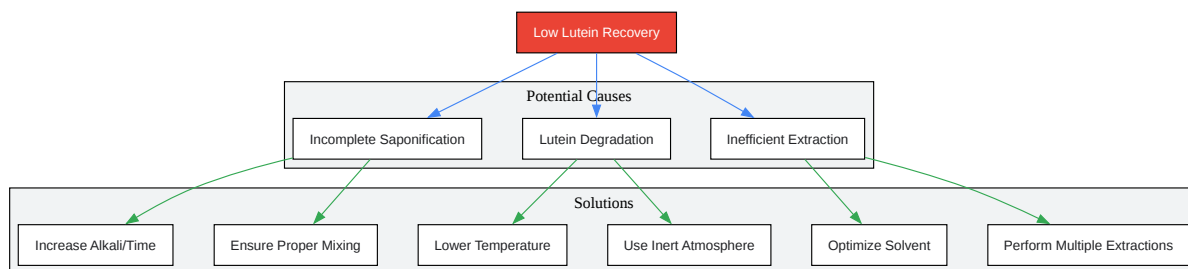 Low Lutein Recovery
Potential Causes
Incomplete Saponification
Lutein Degradation
Inefficient Extraction
Solutions
Increase Alkali/Time
Ensure Proper Mixing
Lower Temperature
Use Inert Atmosphere
Optimize Solvent
Perform Multiple Extractions